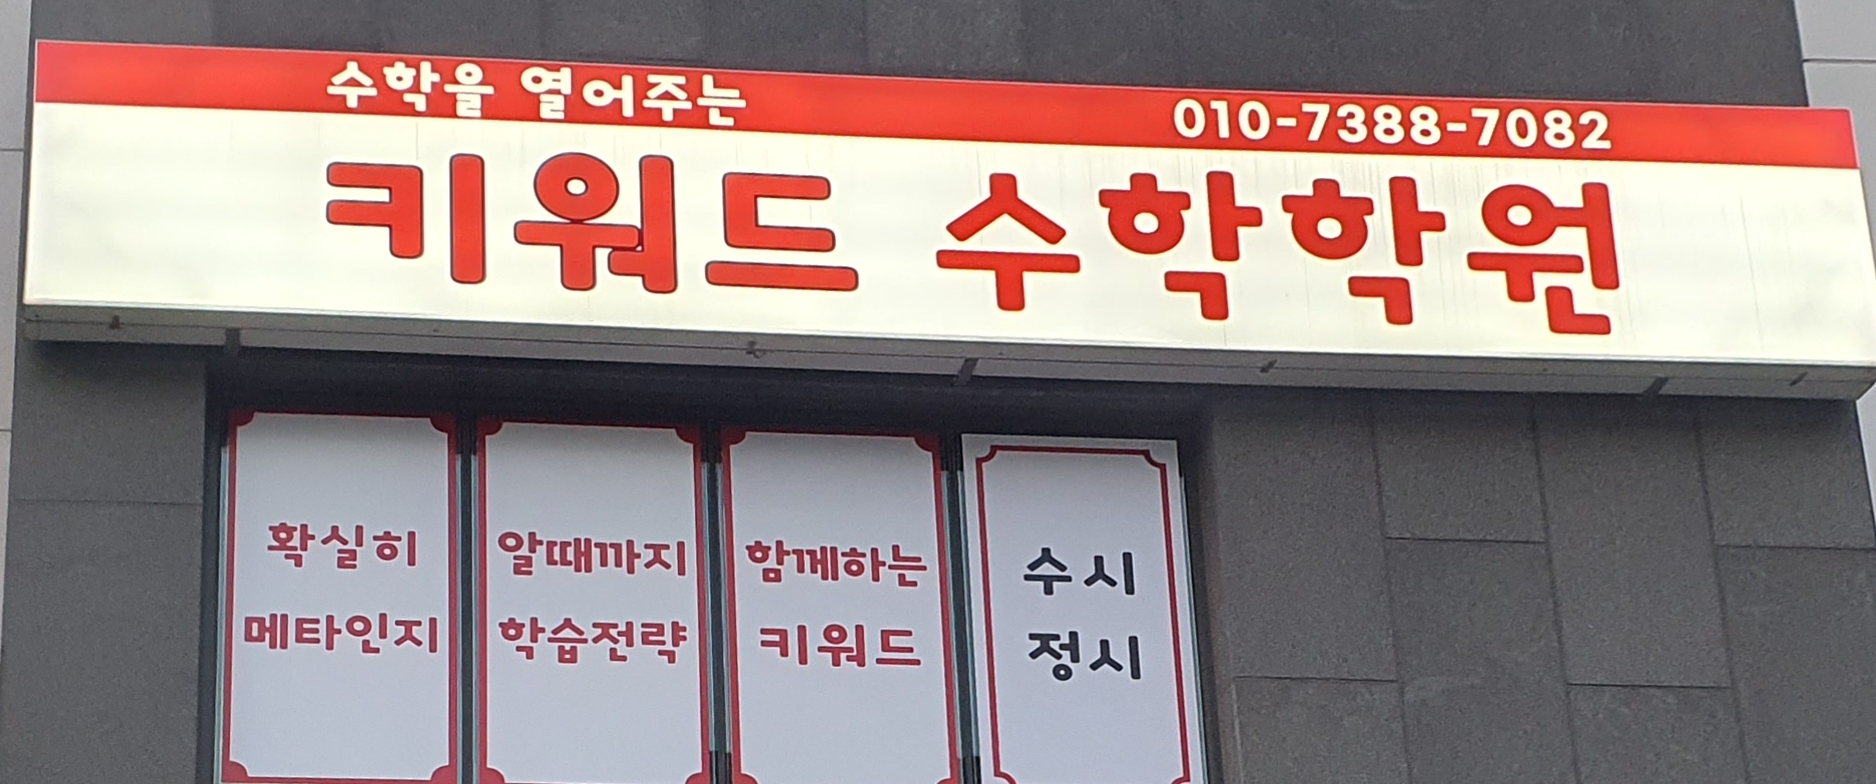 수학을 열어주는
010-7388-7082
키워드 수학학원
확실히
메타인지
알때까지
학습전략
함께하는
키워드
수시
정시